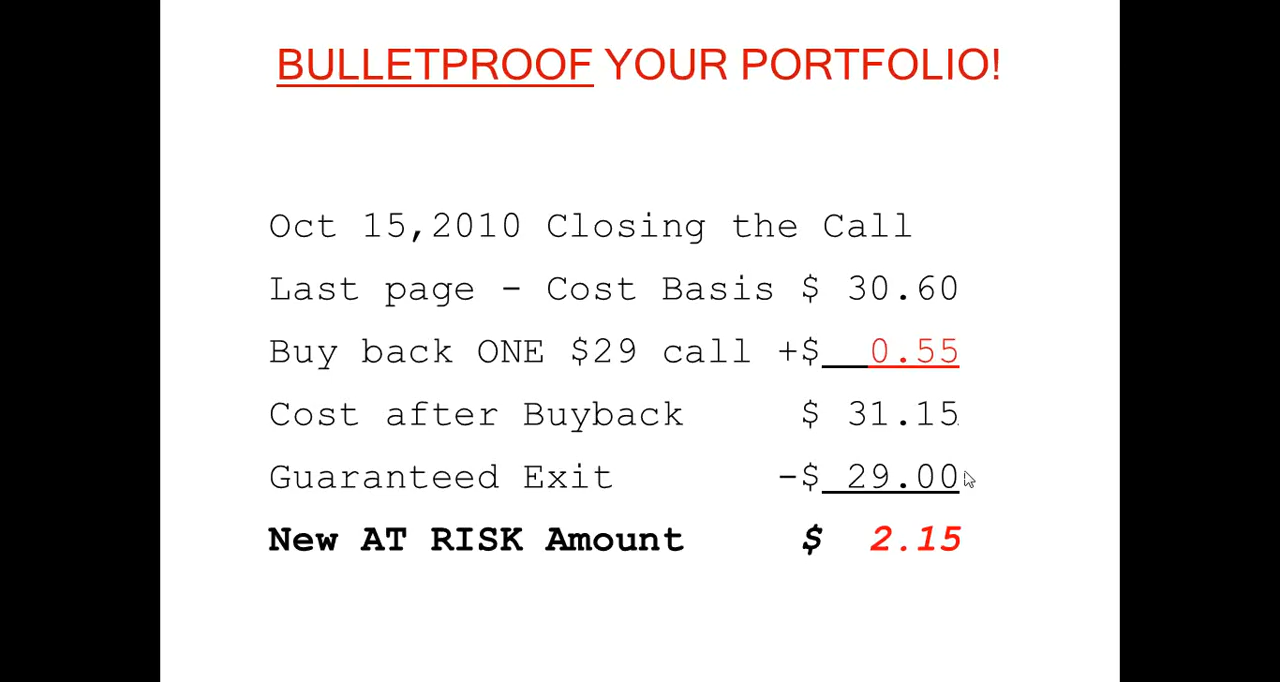 BULLETPROOF YOUR PORTFOLIO!
Oct 15,2010 Closing the Call
Last page - Cost Basis $ 30.60
Buy back ONE $29 call +$ 0.55
Cost after Buyback $ 31.15
Guaranteed Exit -$ 29.00
New AT RISK Amount $ 2.15